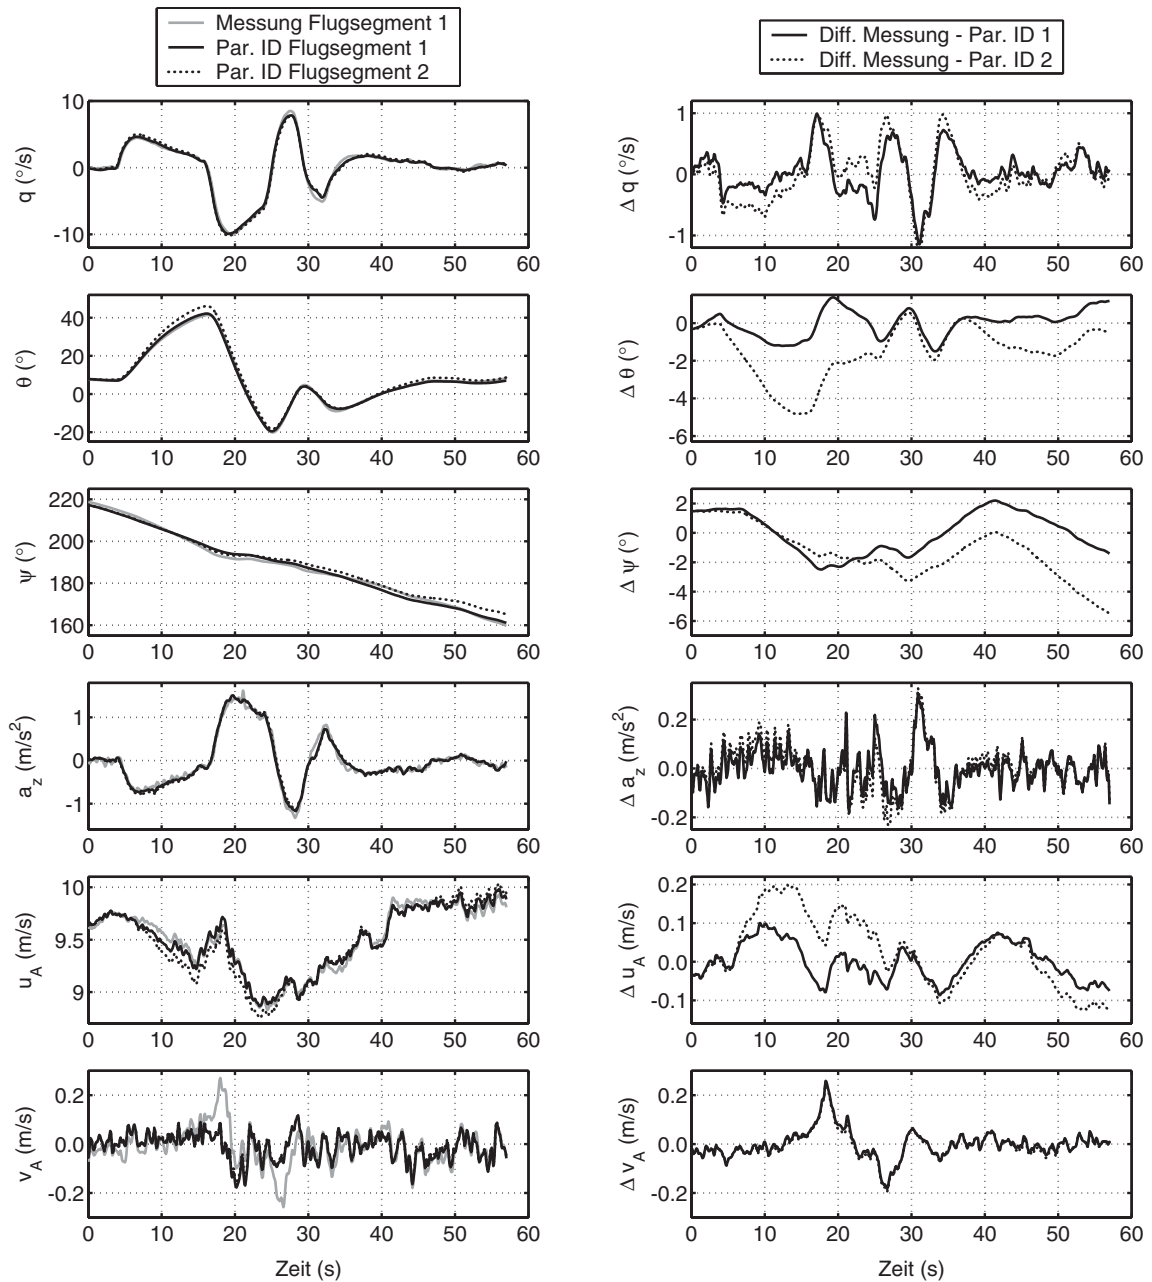 Messung Flugsegment 1
Par. ID Flugsegment 1
Par. ID Flugsegment 2
Diff. Messung - Par. ID 1
Diff. Messung - Par. ID 2
10
0
-10
q (°/s)
0 10 20 30 40 50 60
1
0
-1
Δ q (°/s)
0 10 20 30 40 50 60
40
20
0
-20
θ (°)
0 10 20 30 40 50 60
0
-2
-4
-6
Δ θ (°)
0 10 20 30 40 50 60
220
200
180
160
ψ (°)
0 10 20 30 40 50 60
2
0
-2
-4
-6
Δ ψ (°)
0 10 20 30 40 50 60
1
0
-1
a_z (m/s²)
0 10 20 30 40 50 60
0.2
0.0
-0.2
Δ a_z (m/s²)
0 10 20 30 40 50 60
10
9.5
9
u_A (m/s)
0 10 20 30 40 50 60
0.2
0.1
0.0
-0.1
Δ u_A (m/s)
0 10 20 30 40 50 60
0.2
0.0
-0.2
v_A (m/s)
0 10 20 30 40 50 60
Zeit (s)
0.2
0.0
-0.2
Δ v_A (m/s)
0 10 20 30 40 50 60
Zeit (s)